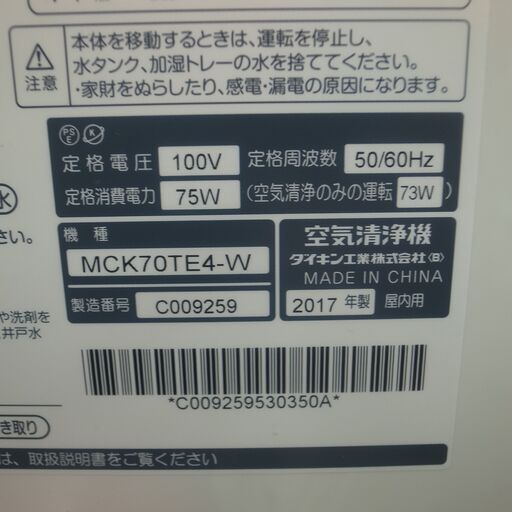 本体を移動するときは、運転を停止し、
水タンク、加湿トレーの水を捨ててください。
・家財をぬらしたり、感電・漏電の原因になります。
注意
PS
E
定格電圧 100V 定格周波数 50/60Hz
定格消費電力 75W (空気清浄のみの運転 73W)
水
さい。
機種
MCK70TE4-W
製造番号 C009259
空気清浄機
ダイキン工業株式会社(B)
MADE IN CHINA
2017 年製 屋内用
や洗剤を
井戸水
*C009259530350A*
き取り)
は、取扱説明書をご覧ください